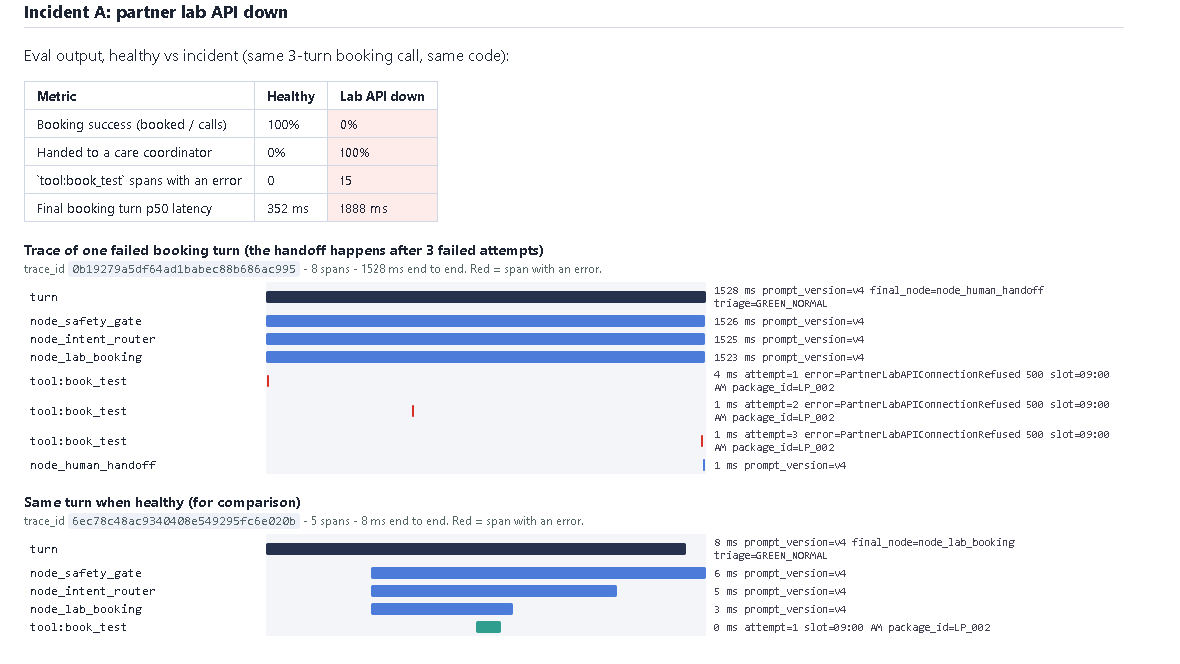 Incident A: partner lab API down
Eval output, healthy vs incident (same 3-turn booking call, same code):
Metric Healthy Lab API down
Booking success (booked / calls) 100% 0%
Handed to a care coordinator 0% 100%
`tool:book_test` spans with an error 0 15
Final booking turn p50 latency 352 ms 1888 ms
Trace of one failed booking turn (the handoff happens after 3 failed attempts)
trace_id 0b19279a5df64ad1babec88b686ac995 - 8 spans - 1528 ms end to end. Red = span with an error.
turn 1528 ms prompt_version=v4 final_node=node_human_handoff
triage=GREEN_NORMAL
node_safety_gate 1526 ms prompt_version=v4
node_intent_router 1525 ms prompt_version=v4
node_lab_booking 1523 ms prompt_version=v4
tool:book_test 4 ms attempt=1 error=PartnerLabAPIConnectionRefused 500 slot=09:00
AM package_id=LP_002
tool:book_test 1 ms attempt=2 error=PartnerLabAPIConnectionRefused 500 slot=09:00
AM package_id=LP_002
tool:book_test 1 ms attempt=3 error=PartnerLabAPIConnectionRefused 500 slot=09:00
AM package_id=LP_002
node_human_handoff 1 ms prompt_version=v4
Same turn when healthy (for comparison)
trace_id 6ec78c48ac9340408e549295fc6e020b - 5 spans - 8 ms end to end. Red = span with an error.
turn 8 ms prompt_version=v4 final_node=node_lab_booking
triage=GREEN_NORMAL
node_safety_gate 6 ms prompt_version=v4
node_intent_router 5 ms prompt_version=v4
node_lab_booking 3 ms prompt_version=v4
tool:book_test 0 ms attempt=1 slot=09:00 AM package_id=LP_002